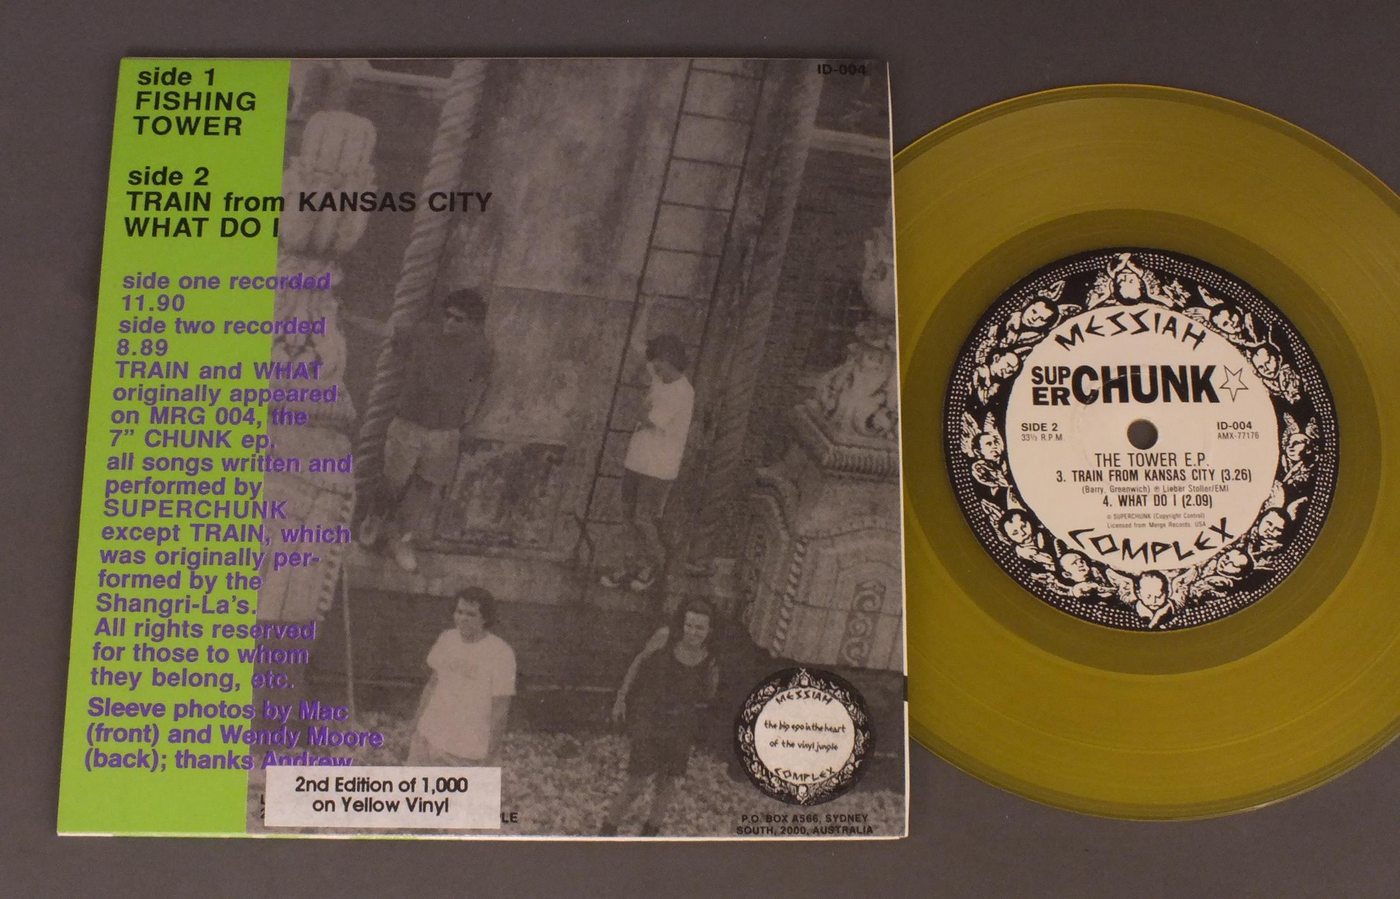 side 1
FISHING
TOWER
side 2
TRAIN from KANSAS CITY
WHAT DO I
side one recorded
11.90
side two recorded
8.89
TRAIN and WHAT
originally appeared
on MRG 004, the
7" CHUNK ep.
all songs written and
performed by
SUPERCHUNK
except TRAIN, which
was originally per-
formed by the
Shangri-La's.
All rights reserved
for those to whom
they belong, etc.
Sleeve photos by Mac
(front) and Wendy Moore
(back); thanks Andrew
2nd Edition of 1,000
on Yellow Vinyl
PLE
ID-004
MESSIAH
the big ego in the heart
of the vinyl jungle
COMPLEX
P.O. BOX A566, SYDNEY
SOUTH, 2000, AUSTRALIA
MESSIAH
SUPERCHUNK
SIDE 2
33⅓ R.P.M.
ID-004
AMX-77176
THE TOWER E.P.
3. TRAIN FROM KANSAS CITY (3.26)
(Barry, Greenwich) ℗ Lieber Stoller/EMI
4. WHAT DO I (2.09)
© SUPERCHUNK (Copyright Control)
Licensed from Merge Records, USA
COMPLEX